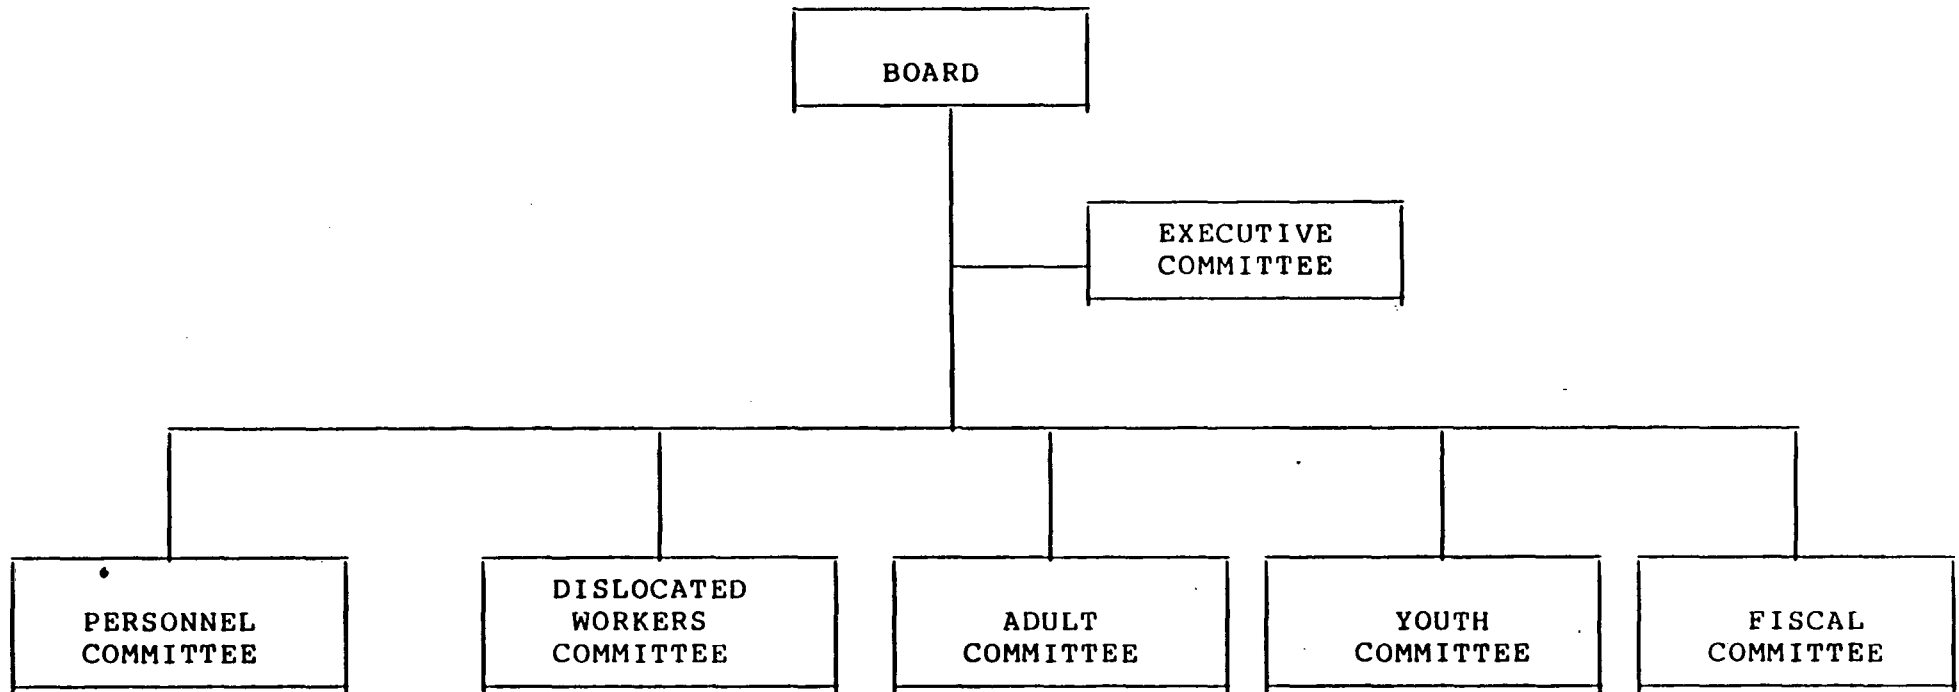 BOARD
EXECUTIVE
COMMITTEE
PERSONNEL
COMMITTEE
DISLOCATED
WORKERS
COMMITTEE
ADULT
COMMITTEE
YOUTH
COMMITTEE
FISCAL
COMMITTEE